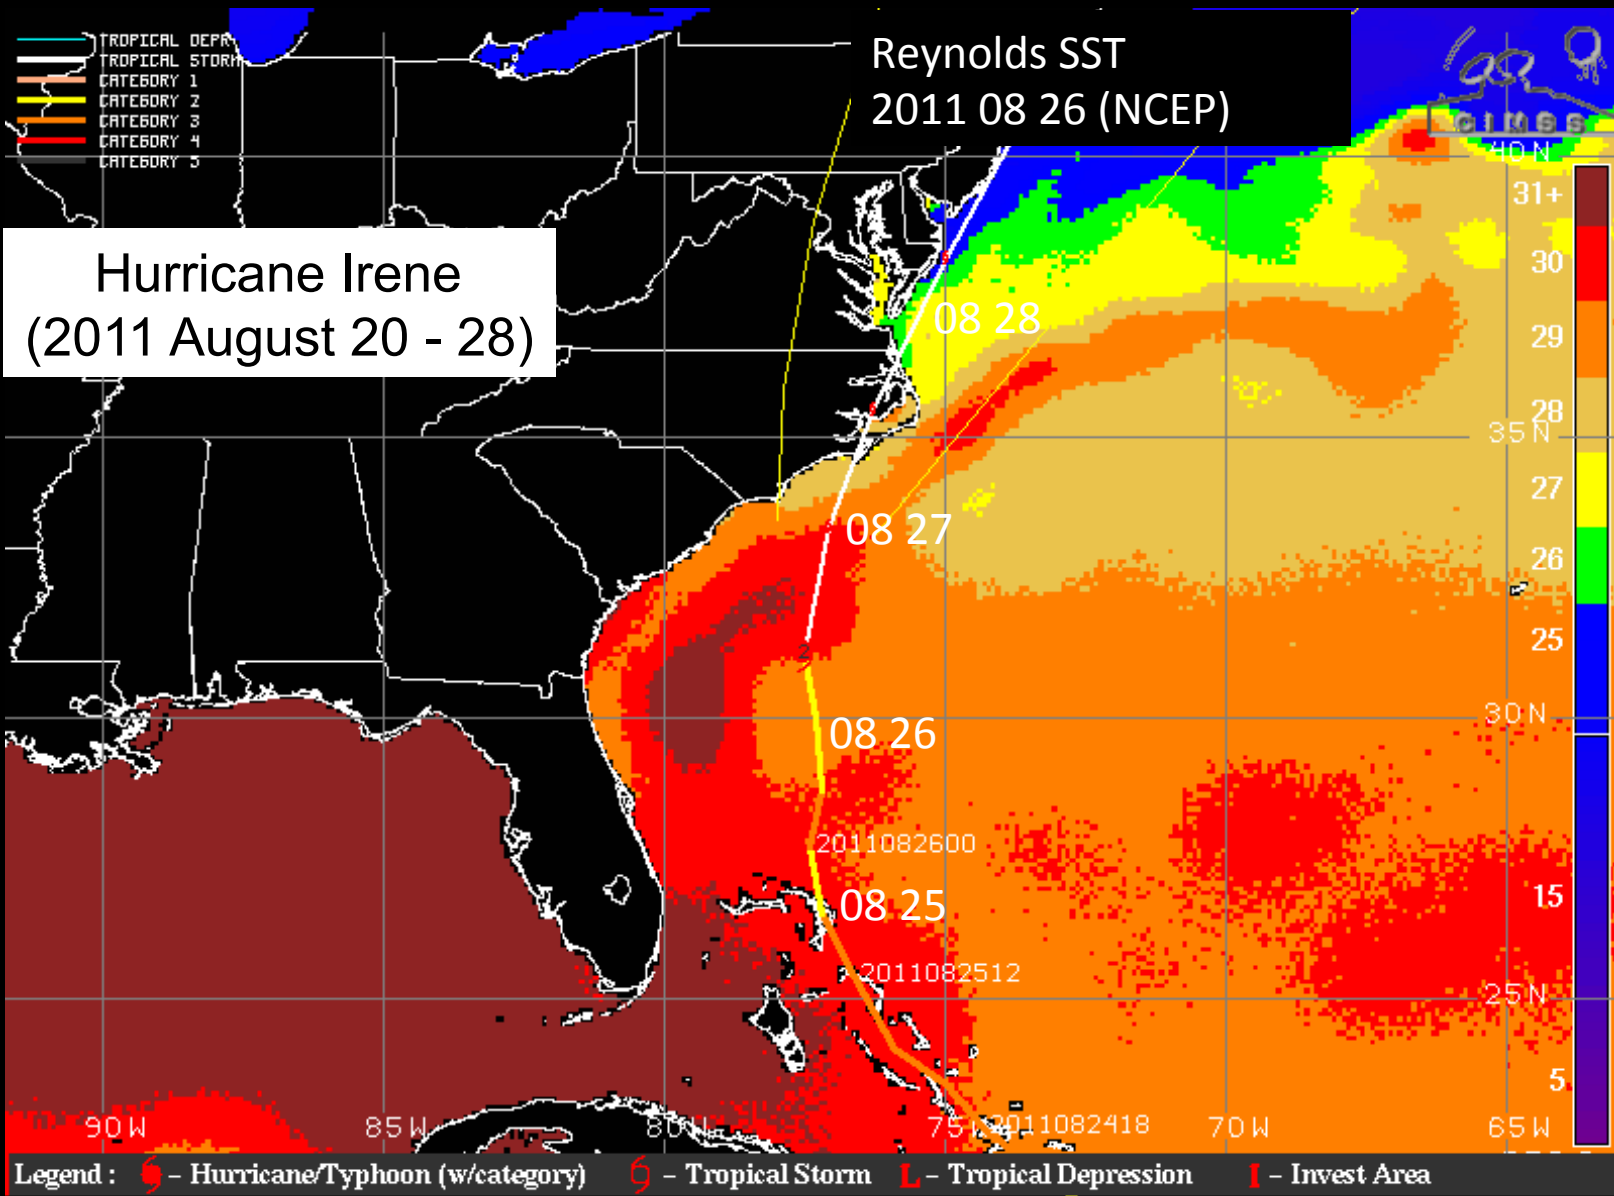 TROPICAL DEPR
TROPICAL STORM
CATEGORY 1
CATEGORY 2
CATEGORY 3
CATEGORY 4
CATEGORY 5
Reynolds SST
2011 08 26 (NCEP)
CIMSS
Hurricane Irene
(2011 August 20 - 28)
40 N
31+
30
29
28
35 N
27
26
25
30 N
15
25 N
5
08 28
08 27
2
08 26
2011082600
08 25
2011082512
2011082418
90 W
85 W
80 W
75 W
70 W
65 W
Legend : - Hurricane/Typhoon (w/category) - Tropical Storm L - Tropical Depression I - Invest Area